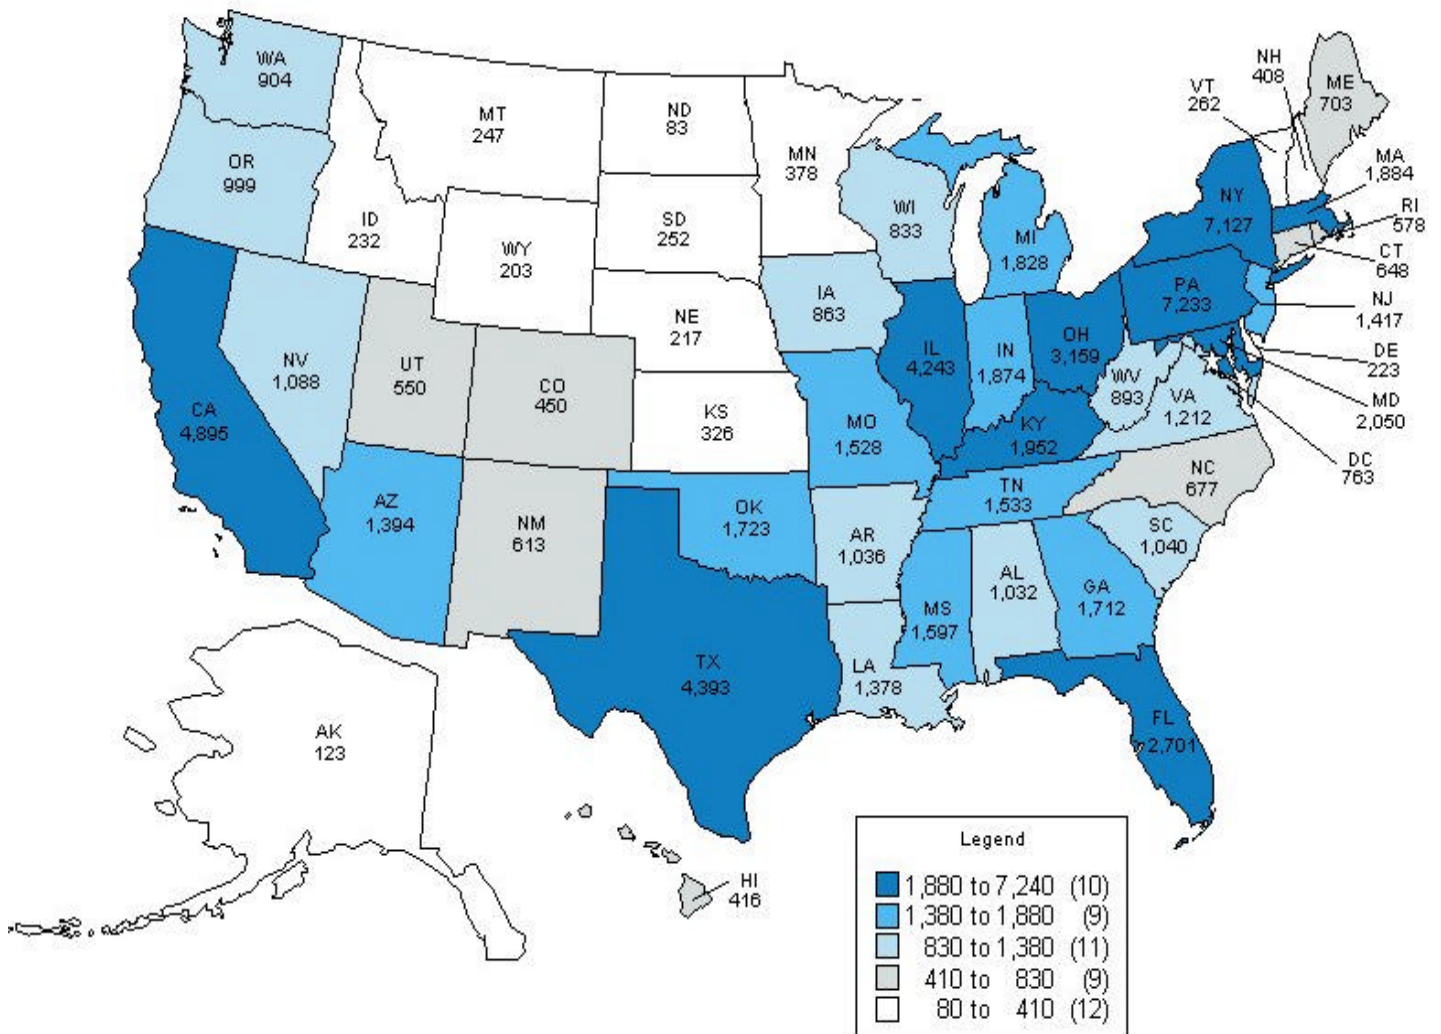 WA
904
OR
999
CA
4,895
NV
1,088
ID
232
MT
247
WY
203
UT
550
CO
450
AZ
1,394
NM
613
ND
83
SD
252
NE
217
KS
326
OK
1,723
TX
4,393
MN
378
IA
863
MO
1,528
AR
1,036
LA
1,378
WI
833
IL
4,243
MI
1,828
IN
1,874
OH
3,159
KY
1,952
TN
1,533
MS
1,597
AL
1,032
GA
1,712
FL
2,701
SC
1,040
NC
677
VA
1,212
WV
893
PA
7,233
NY
7,127
VT
262
NH
408
ME
703
MA
1,884
RI
578
CT
648
NJ
1,417
DE
223
MD
2,050
DC
763
AK
123
HI
416
Legend
1,880 to 7,240 (10)
1,380 to 1,880 (9)
830 to 1,380 (11)
410 to 830 (9)
80 to 410 (12)